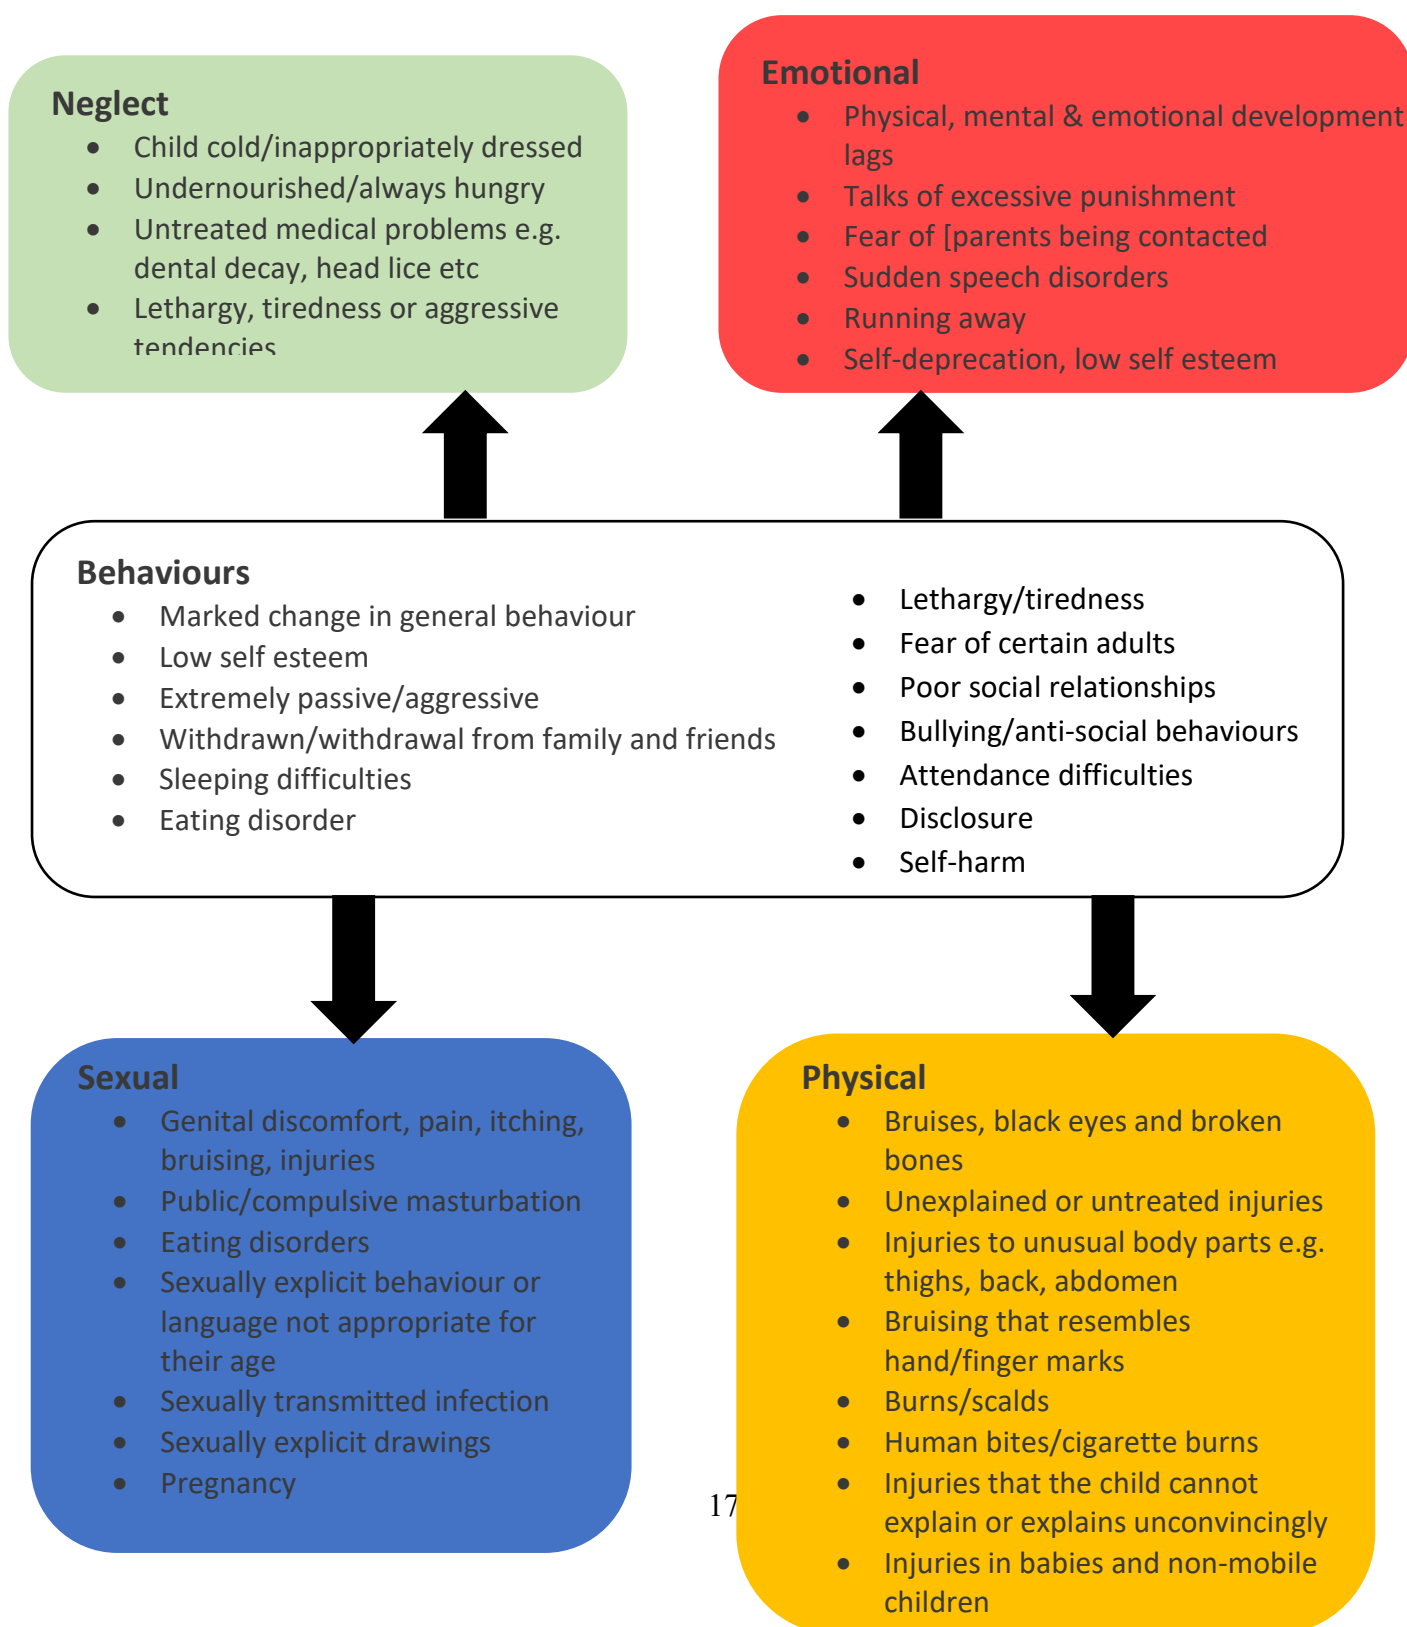 Neglect
• Child cold/inappropriately dressed
• Undernourished/always hungry
• Untreated medical problems e.g.
dental decay, head lice etc
• Lethargy, tiredness or aggressive
tendencies
Emotional
• Physical, mental & emotional development
lags
• Talks of excessive punishment
• Fear of [parents being contacted
• Sudden speech disorders
• Running away
• Self-deprecation, low self esteem
Behaviours
• Marked change in general behaviour
• Low self esteem
• Extremely passive/aggressive
• Withdrawn/withdrawal from family and friends
• Sleeping difficulties
• Eating disorder
• Lethargy/tiredness
• Fear of certain adults
• Poor social relationships
• Bullying/anti-social behaviours
• Attendance difficulties
• Disclosure
• Self-harm
Sexual
• Genital discomfort, pain, itching,
bruising, injuries
• Public/compulsive masturbation
• Eating disorders
• Sexually explicit behaviour or
language not appropriate for
their age
• Sexually transmitted infection
• Sexually explicit drawings
• Pregnancy
Physical
• Bruises, black eyes and broken
bones
• Unexplained or untreated injuries
• Injuries to unusual body parts e.g.
thighs, back, abdomen
• Bruising that resembles
hand/finger marks
• Burns/scalds
• Human bites/cigarette burns
• Injuries that the child cannot
explain or explains unconvincingly
• Injuries in babies and non-mobile
children
17